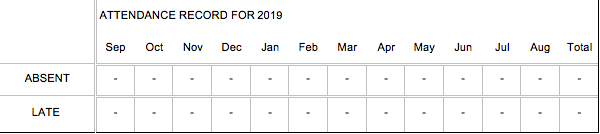 ATTENDANCE RECORD FOR 2019
Sep Oct Nov Dec Jan Feb Mar Apr May Jun Jul Aug Total
ABSENT - - - - - - - - - - - - -
LATE - - - - - - - - - - - - -